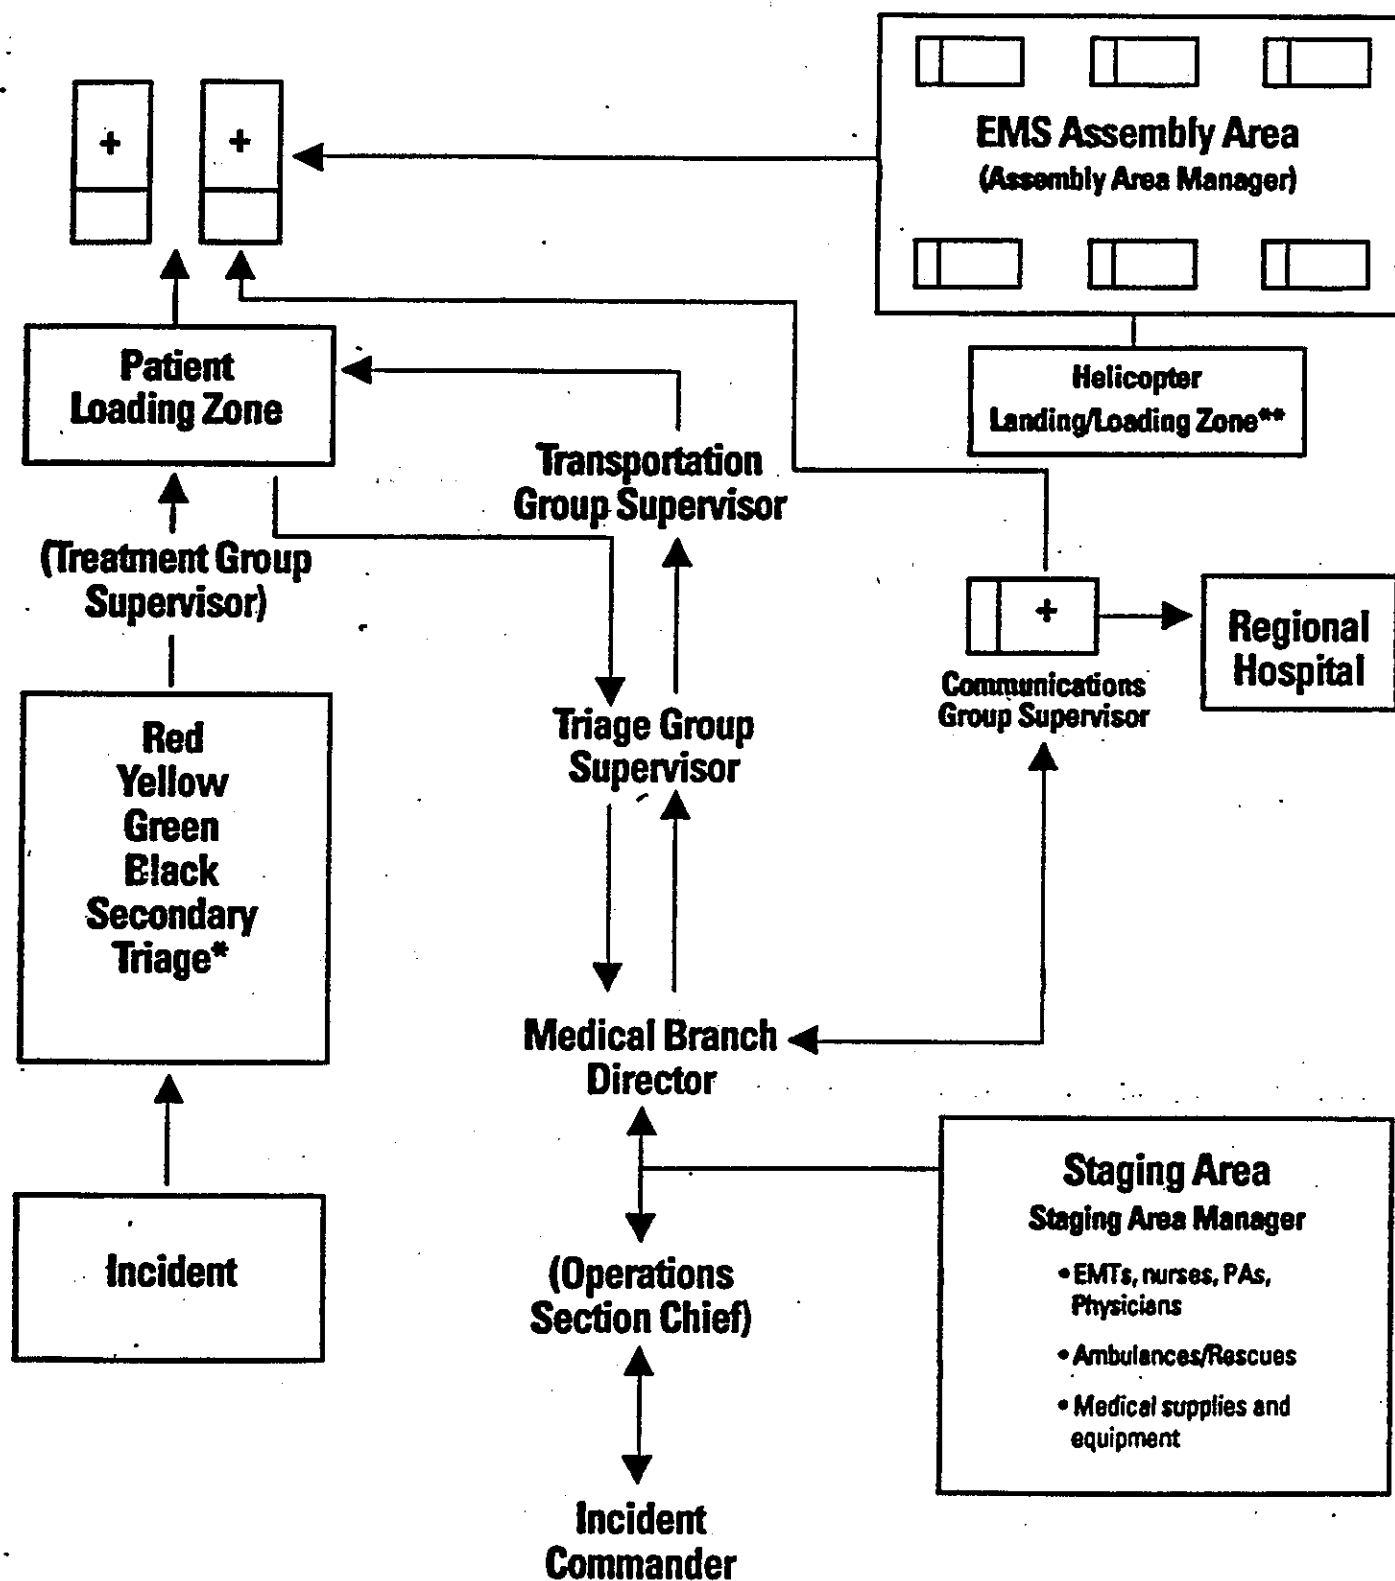 +
+
EMS Assembly Area
(Assembly Area Manager)
Patient
Loading Zone
Helicopter
Landing/Loading Zone**
Transportation
Group Supervisor
(Treatment Group
Supervisor)
+
Regional
Hospital
Communications
Group Supervisor
Red
Yellow
Green
Black
Secondary
Triage*
Triage Group
Supervisor
Medical Branch
Director
Staging Area
Staging Area Manager
• EMTs, nurses, PAs,
Physicians
• Ambulances/Rescues
• Medical supplies and
equipment
Incident
(Operations
Section Chief)
Incident
Commander